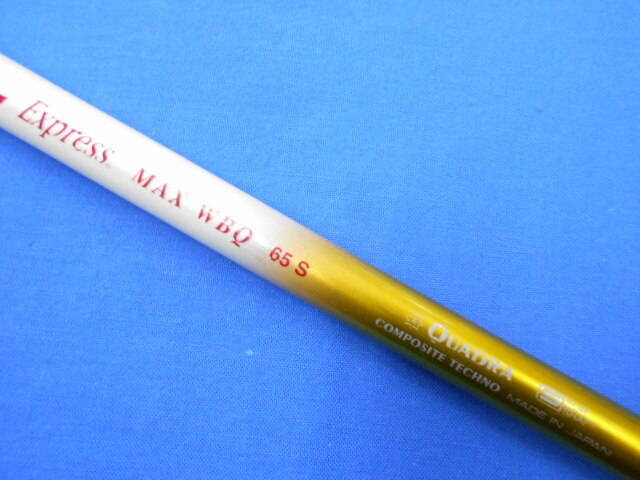 Express MAX WBQ 65 S
QUADRA
COMPOSITE TECHNO
MADE IN JAPAN